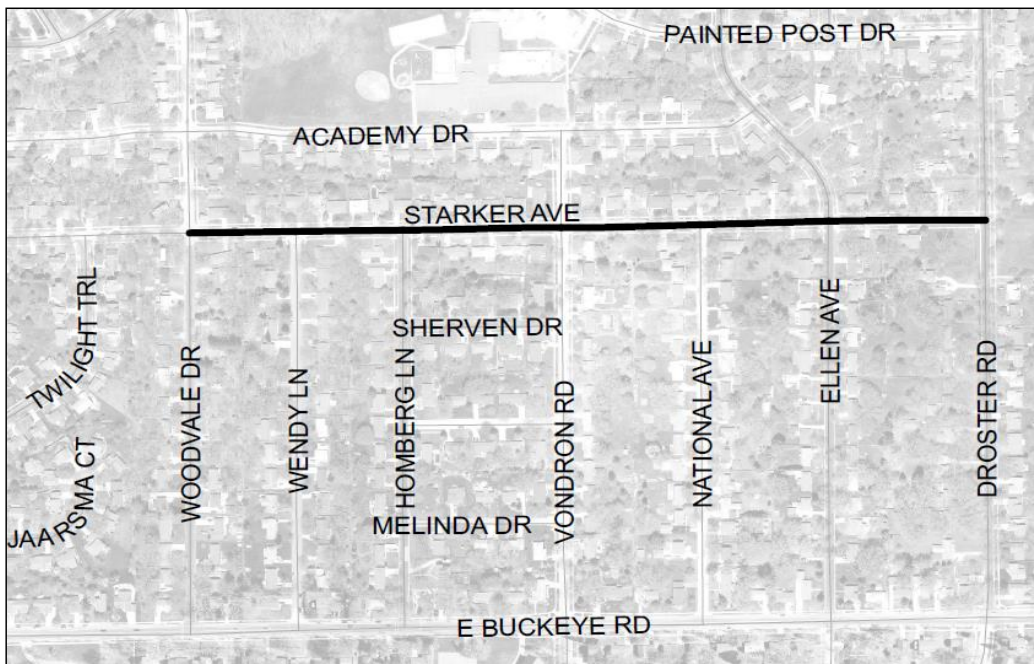 PAINTED POST DR
ACADEMY DR
STARKER AVE
TWILIGHT TRL
SHERVEN DR
WOODVALE DR
WENDY LN
HOMBERG LN
VONDRON RD
NATIONAL AVE
ELLEN AVE
DROSTER RD
JAARSMA CT
MELINDA DR
E BUCKEYE RD